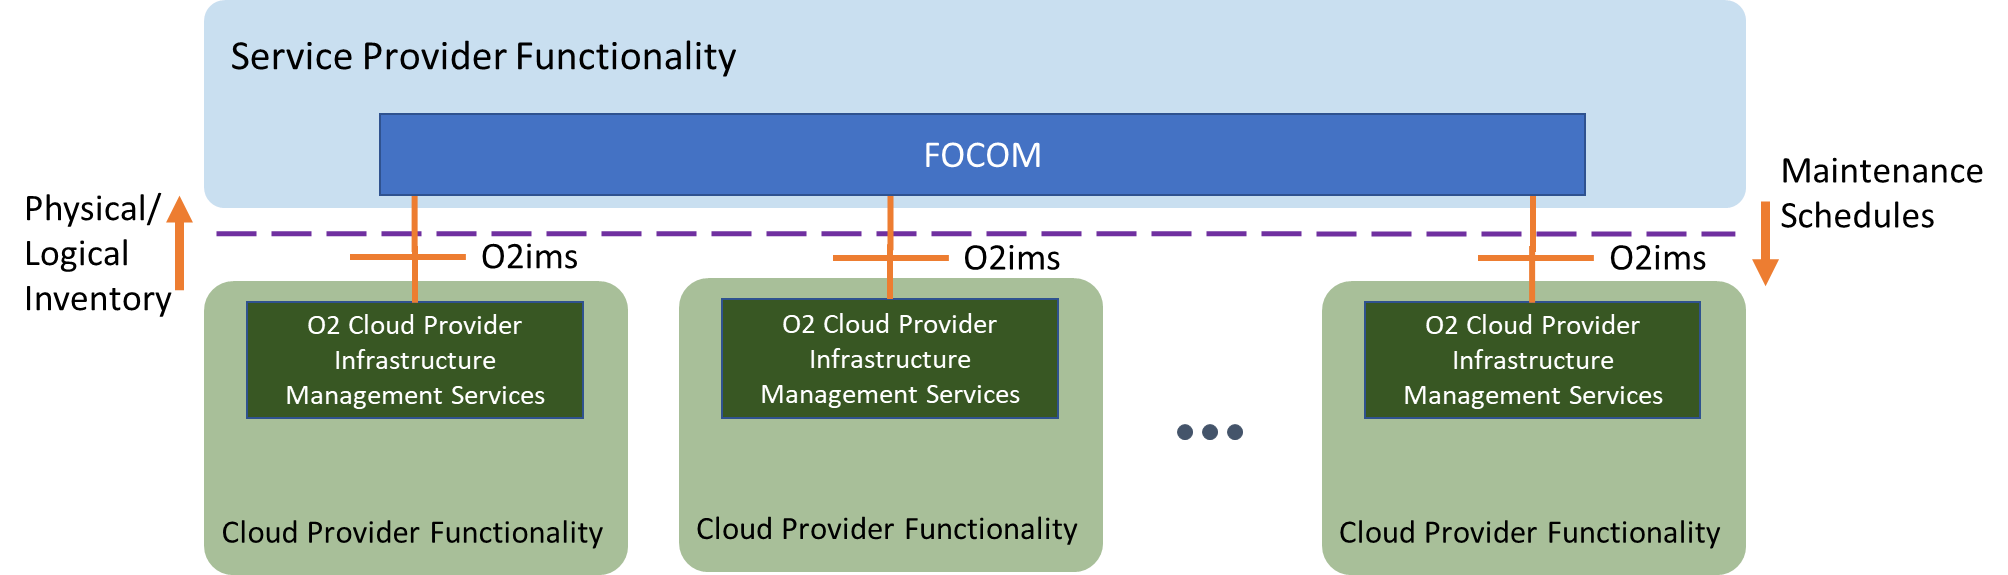 Service Provider Functionality
FOCOM
Physical/
Logical
Inventory
Maintenance
Schedules
O2ims
O2ims
O2ims
O2 Cloud Provider
Infrastructure
Management Services
Cloud Provider Functionality
O2 Cloud Provider
Infrastructure
Management Services
Cloud Provider Functionality
O2 Cloud Provider
Infrastructure
Management Services
Cloud Provider Functionality